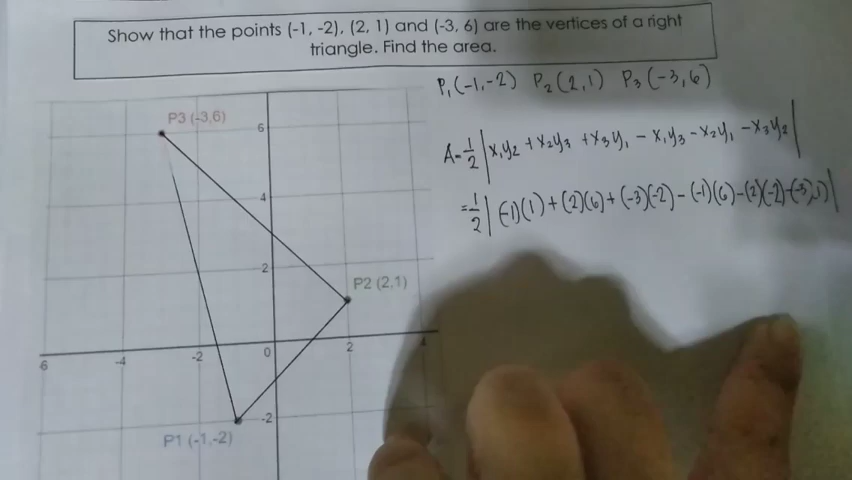 Show that the points (-1, -2), (2, 1) and (-3, 6) are the vertices of a right
triangle. Find the area.
P₁(-1,-2) P₂(2,1) P₃(-3,6)
A=1/2|x₁y₂ + x₂y₃ + x₃y₁ - x₁y₃ - x₂y₁ - x₃y₂|
=1/2|(-1)(1)+(2)(6)+(-3)(-2)-(-1)(6)-(2)(-2)-(-3)(1)|
P3 (-3,6)
6
4
2
P2 (2,1)
6 -4 -2 0 2 4
-2
P1 (-1,-2)